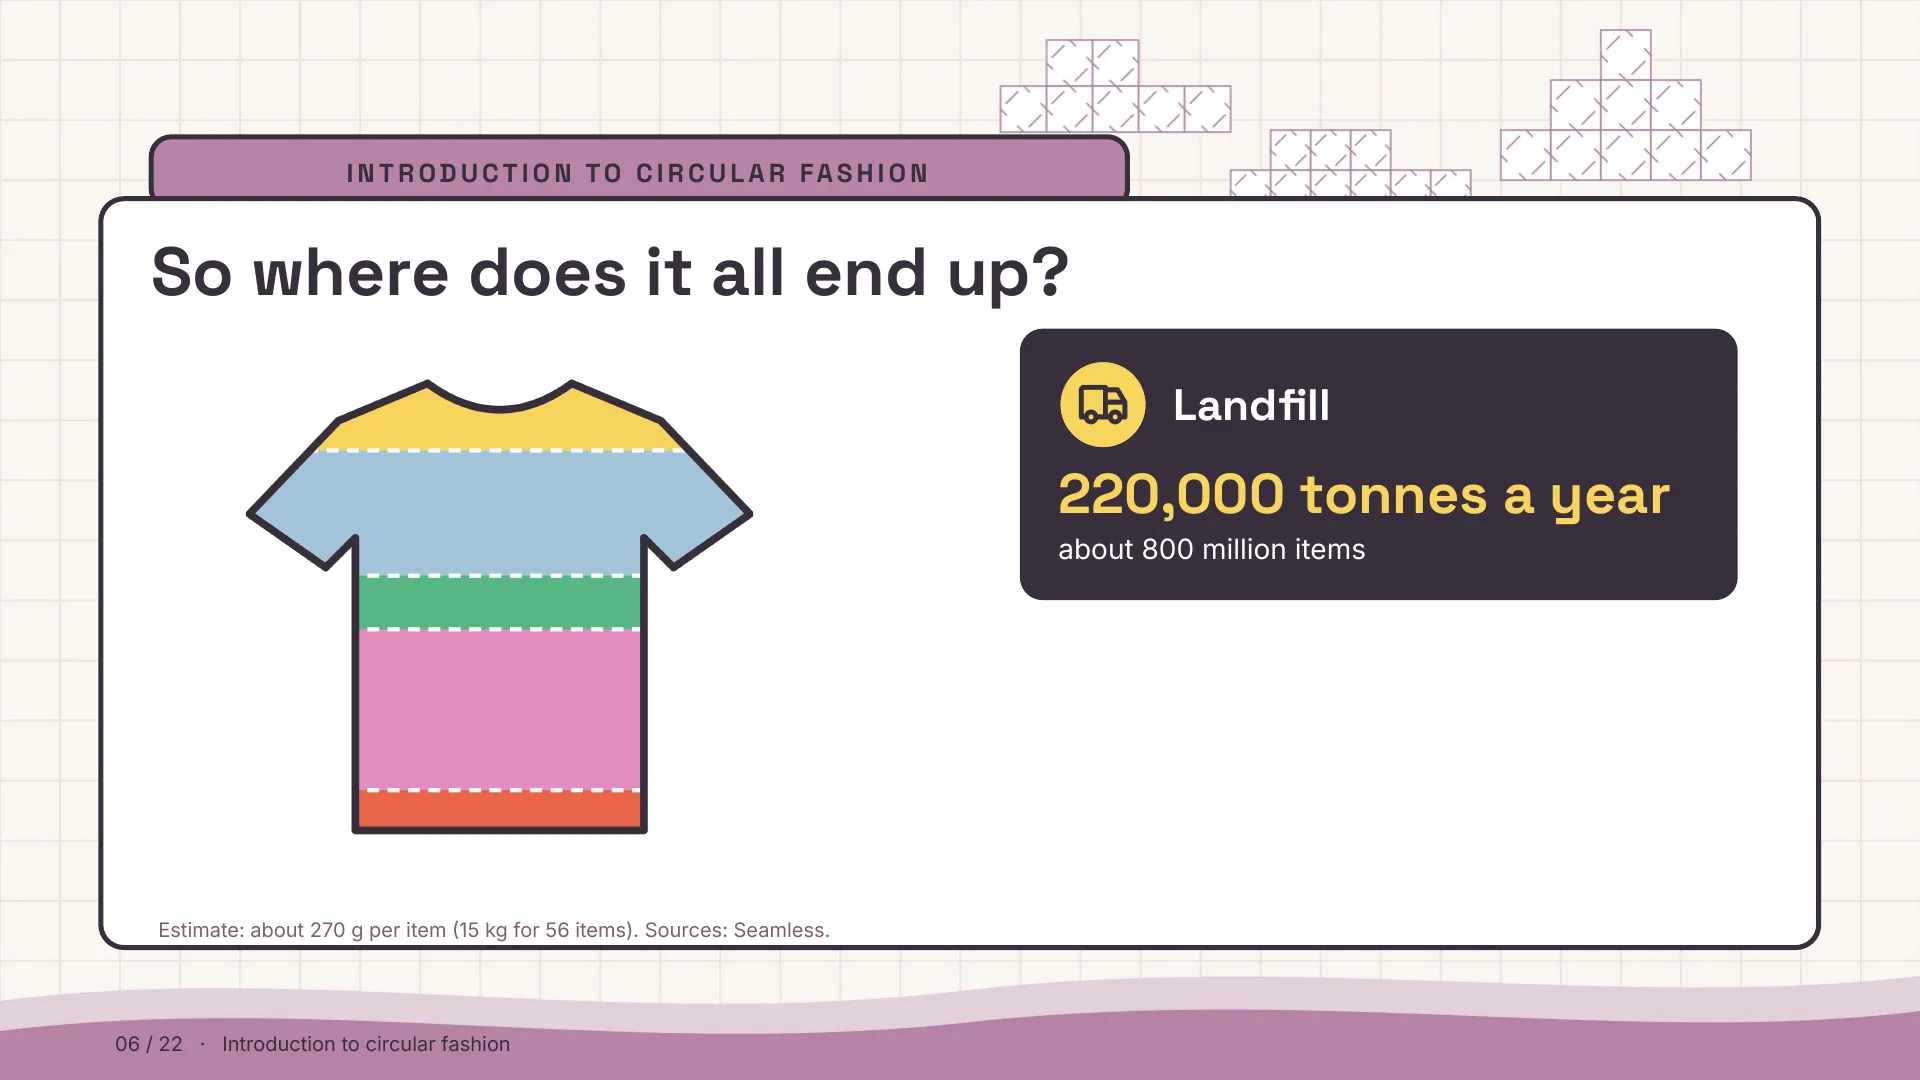 INTRODUCTION TO CIRCULAR FASHION
So where does it all end up?
Landfill
220,000 tonnes a year
about 800 million items
Estimate: about 270 g per item (15 kg for 56 items). Sources: Seamless.
06 / 22 · Introduction to circular fashion